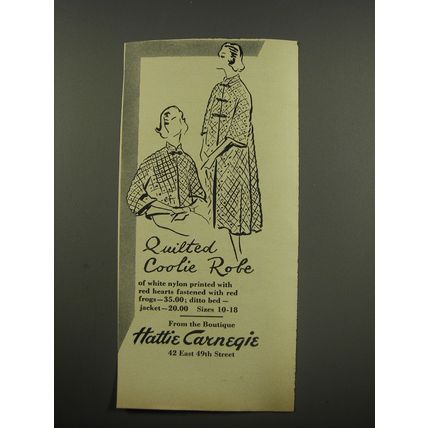 Quilted
Coolie Robe
of white nylon printed with
red hearts fastened with red
frogs—35.00; ditto bed—
jacket—20.00 Sizes 10-18
From the Boutique
Hattie Carnegie
42 East 49th Street